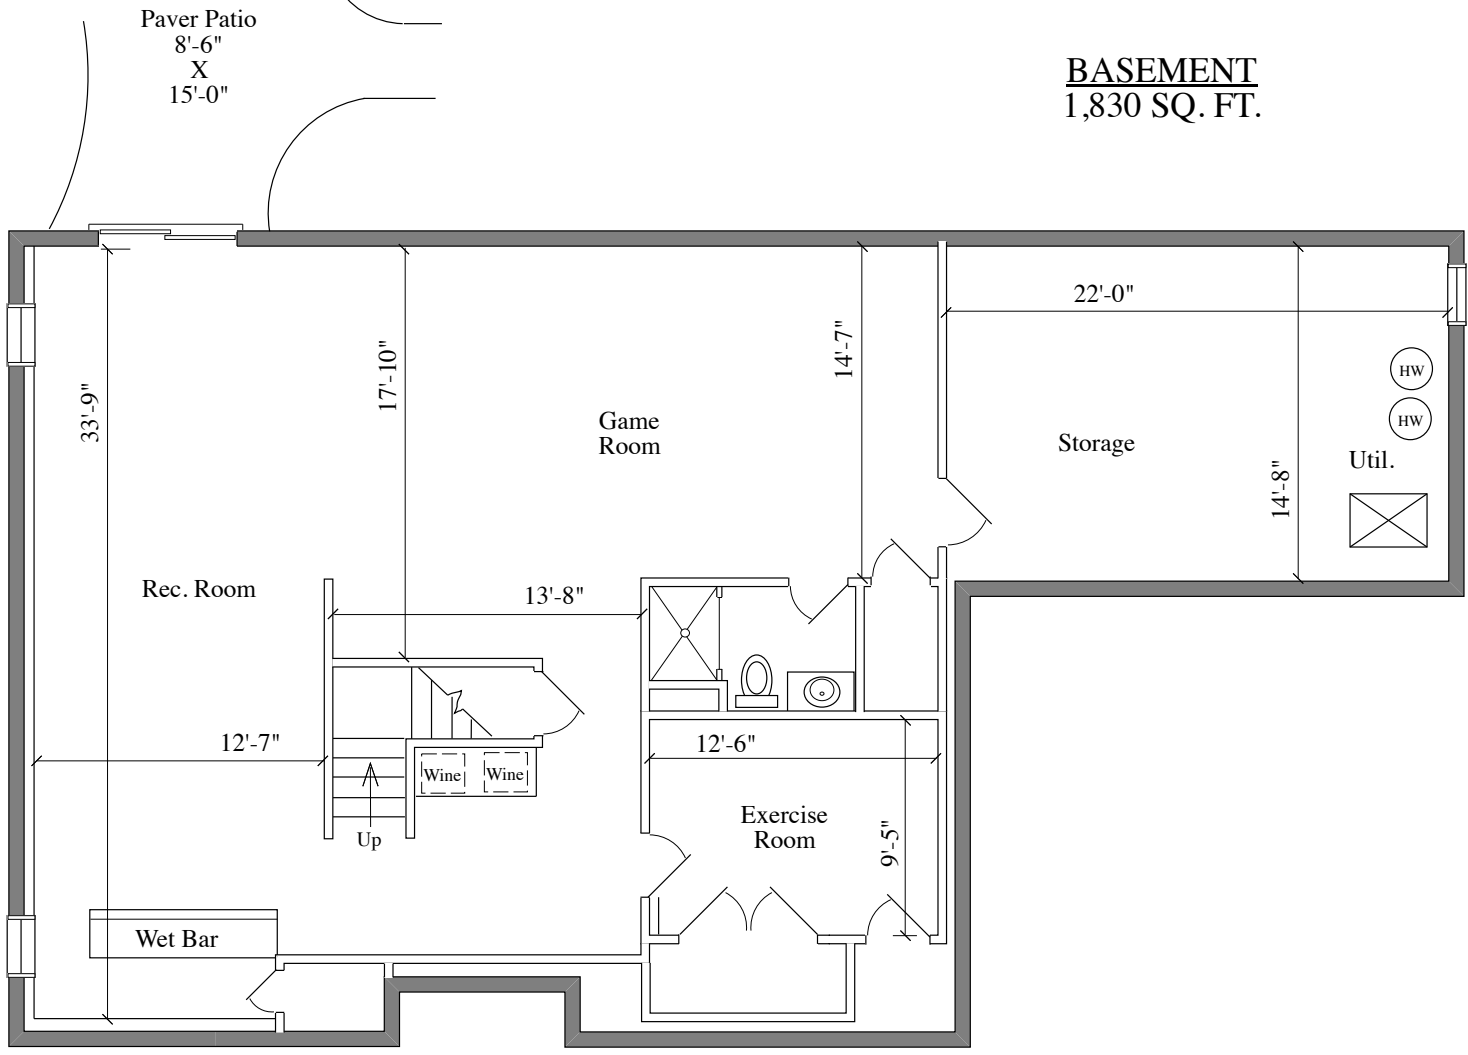 Paver Patio
8'-6"
X
15'-0"
BASEMENT
1,830 SQ. FT.
22'-0"
14'-7"
17'-10"
33'-9"
HW
HW
Game
Room
Storage
Util.
14'-8"
Rec. Room
13'-8"
12'-7"
12'-6"
Wine
Wine
Up
Exercise
Room
9'-5"
Wet Bar